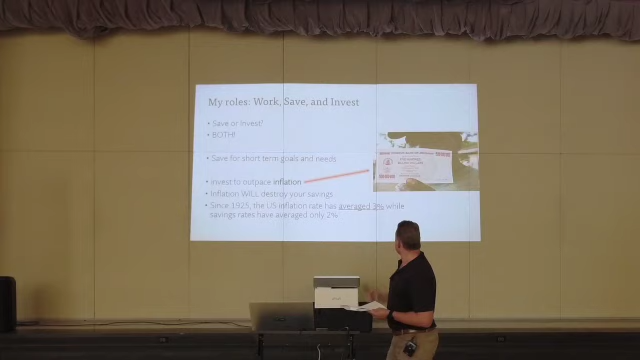 My roles: Work, Save, and Invest
Save or Invest?
BOTH!
Save for short term goals and needs
Invest to outpace inflation
Inflation WILL destroy your savings
Since 1925, the US inflation rate has averaged 3% while
savings rates have averaged only 2%